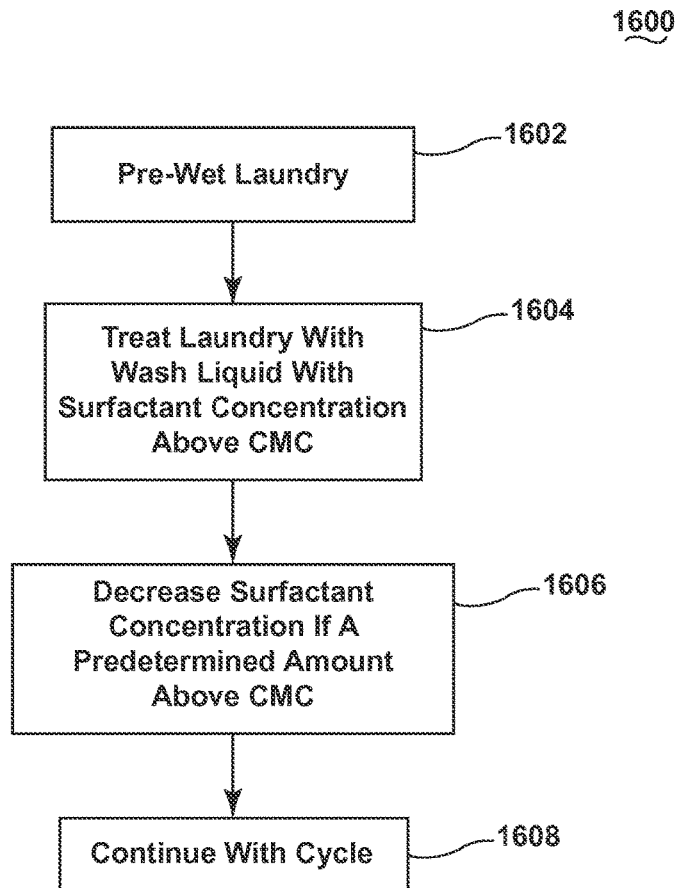 1600
1602
Pre-Wet Laundry
1604
Treat Laundry With
Wash Liquid With
Surfactant Concentration
Above CMC
1606
Decrease Surfactant
Concentration If A
Predetermined Amount
Above CMC
1608
Continue With Cycle